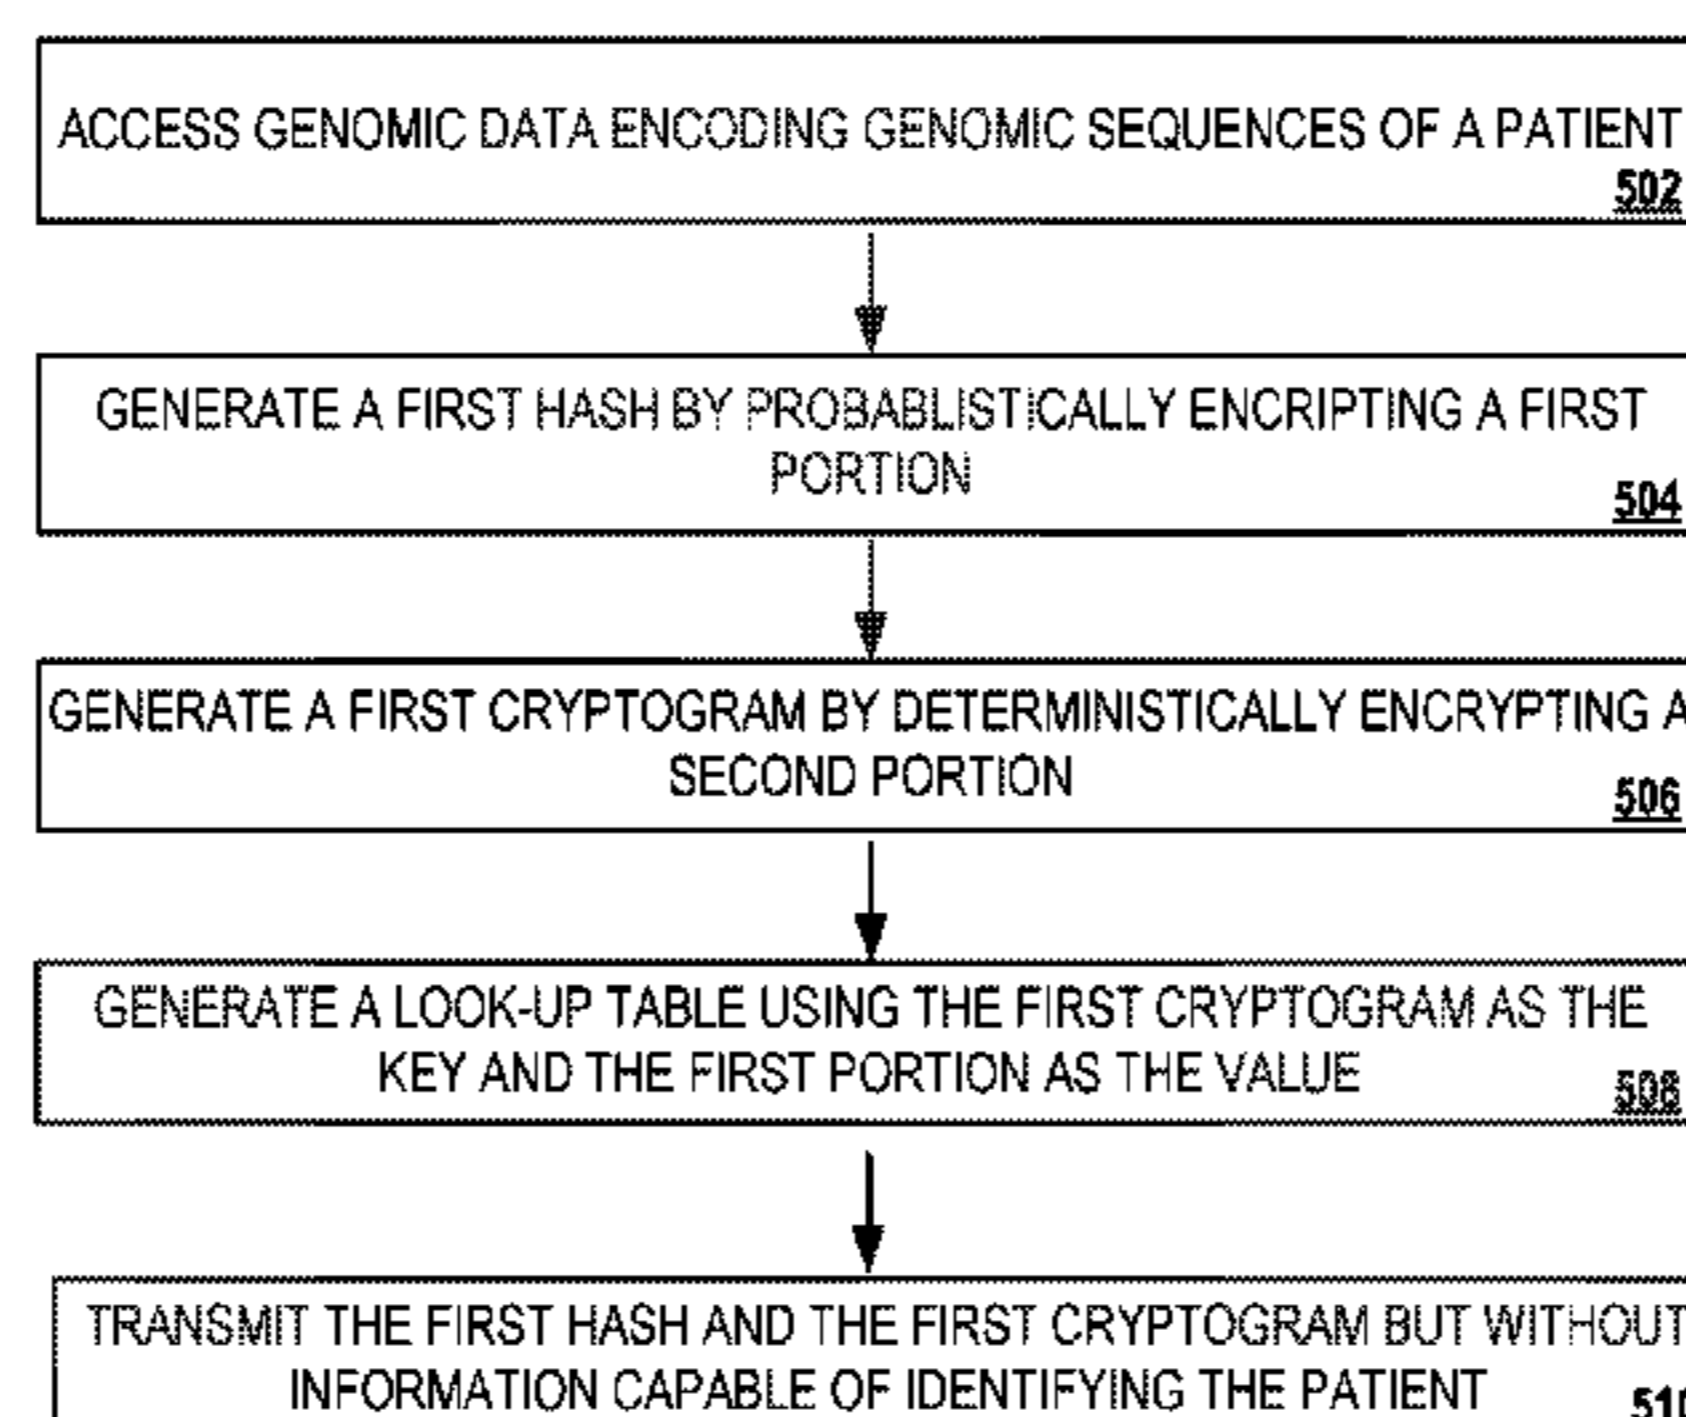 ACCESS GENOMIC DATA ENCODING GENOMIC SEQUENCES OF A PATIENT
502
GENERATE A FIRST HASH BY PROBABLISTICALLY ENCRIPTING A FIRST
PORTION
504
GENERATE A FIRST CRYPTOGRAM BY DETERMINISTICALLY ENCRYPTING A
SECOND PORTION
506
GENERATE A LOOK-UP TABLE USING THE FIRST CRYPTOGRAM AS THE
KEY AND THE FIRST PORTION AS THE VALUE
508
TRANSMIT THE FIRST HASH AND THE FIRST CRYPTOGRAM BUT WITHOUT
INFORMATION CAPABLE OF IDENTIFYING THE PATIENT
510